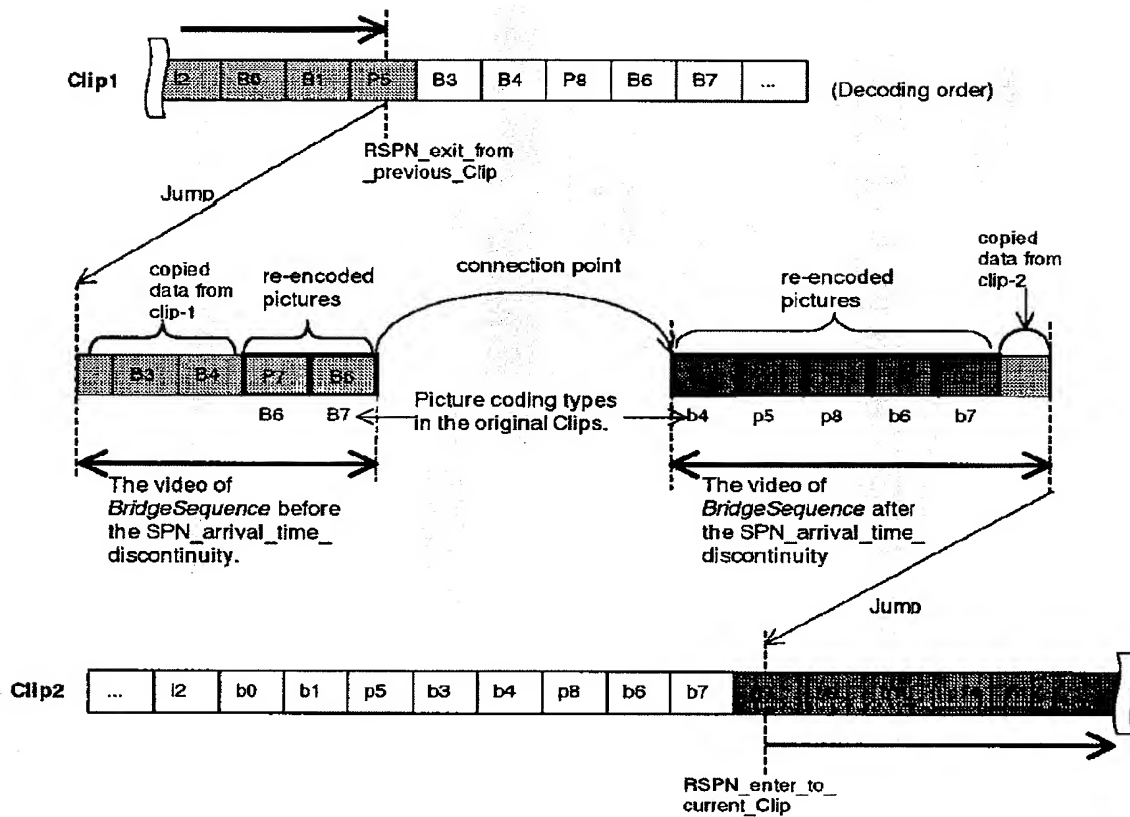 Clip1
I2 B0 B1 P5 B3 B4 P8 B6 B7 ...
(Decoding order)
RSPN_exit_from
_previous_Clip
Jump
copied
data from
clip-1
re-encoded
pictures
connection point
re-encoded
pictures
copied
data from
clip-2
B3 B4 P7 B6
B6 B7
Picture coding types
in the original Clips.
b4 p5 p8 b6 b7
The video of
BridgeSequence before
the SPN_arrival_time_
discontinuity.
The video of
BridgeSequence after
the SPN_arrival_time_
discontinuity
Jump
Clip2
... I2 b0 b1 p5 b3 b4 p8 b6 b7
RSPN_enter_to_
current_Clip